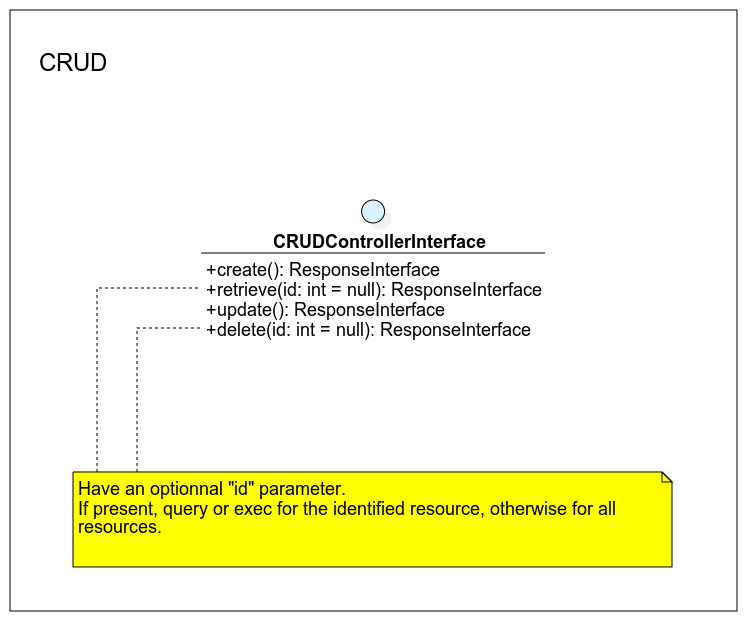 CRUD
CRUDControllerInterface
+create(): ResponseInterface
+retrieve(id: int = null): ResponseInterface
+update(): ResponseInterface
+delete(id: int = null): ResponseInterface
Have an optionnal "id" parameter.
If present, query or exec for the identified resource, otherwise for all
resources.